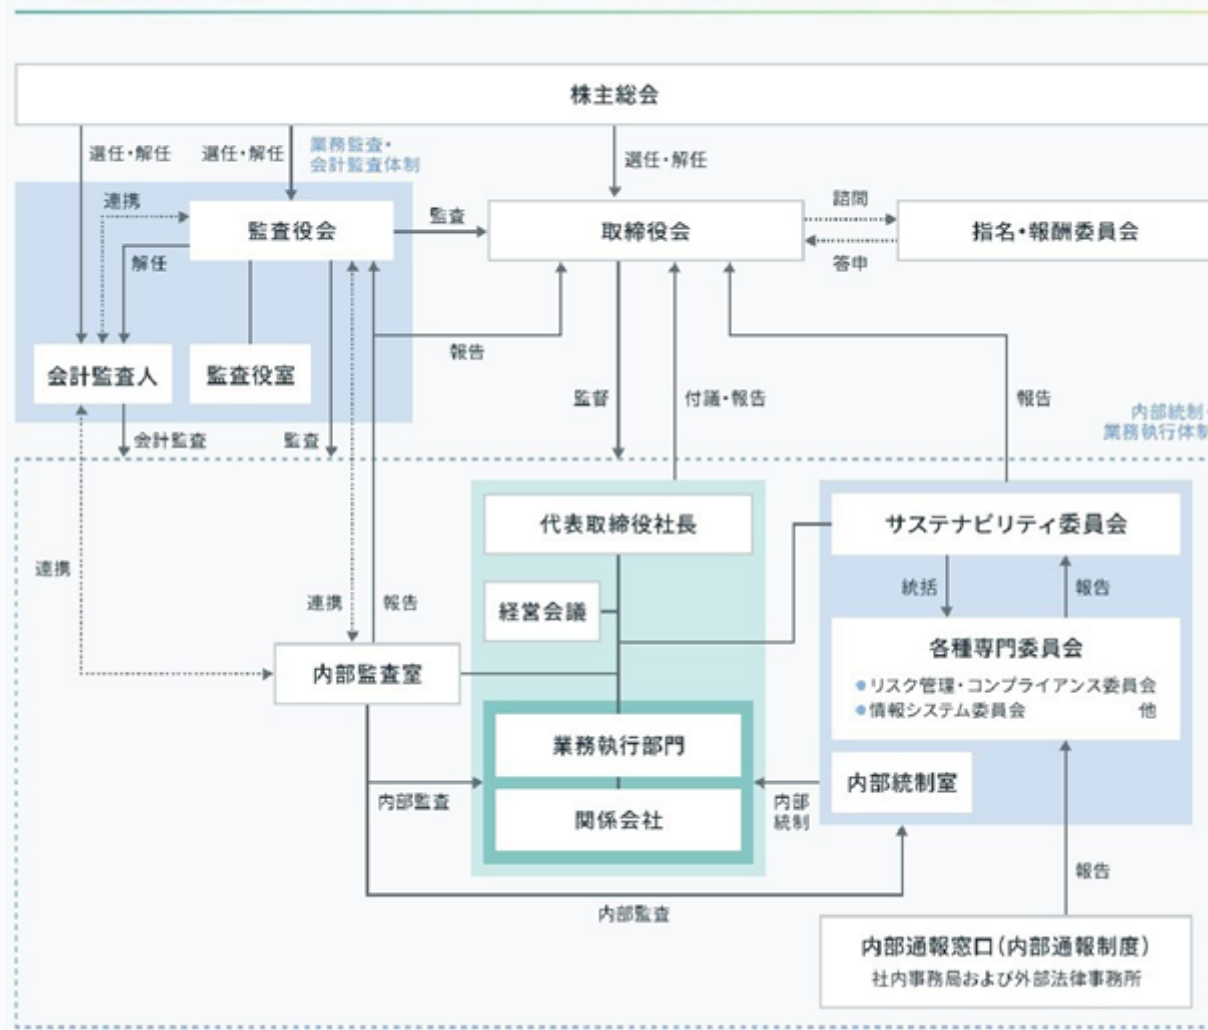 株主総会
選任・解任
選任・解任
業務監査・
会計監査体制
選任・解任
連携
監査役会
監査
取締役会
諮問
答申
指名・報酬委員会
解任
会計監査人
監査役室
報告
監督
付議・報告
報告
内部統制・
業務執行体制
会計監査
監査
代表取締役社長
サステナビリティ委員会
連携
連携
報告
経営会議
統括
報告
内部監査室
各種専門委員会
リスク管理・コンプライアンス委員会
情報システム委員会 他
業務執行部門
内部監査
内部
統制
内部統制室
関係会社
内部監査
報告
内部通報窓口(内部通報制度)
社内事務局および外部法律事務所